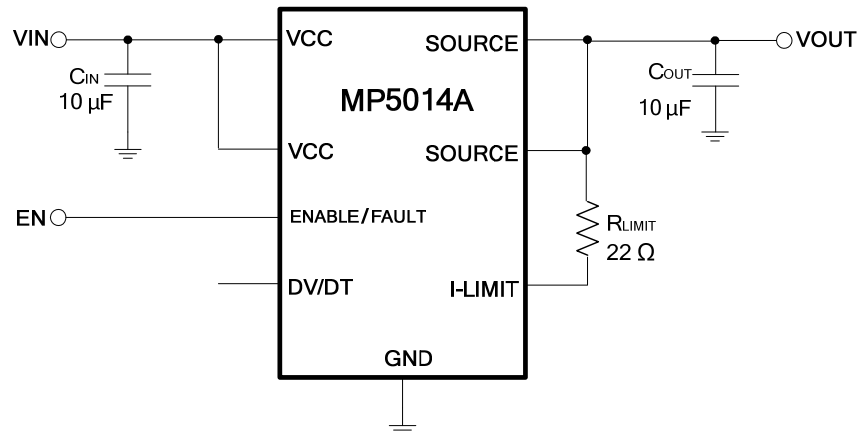 VIN
VCC
SOURCE
VOUT
CIN
10 µF
MP5014A
COUT
10 µF
VCC
SOURCE
EN
ENABLE/FAULT
RLIMIT
22 Ω
DV/DT
I-LIMIT
GND